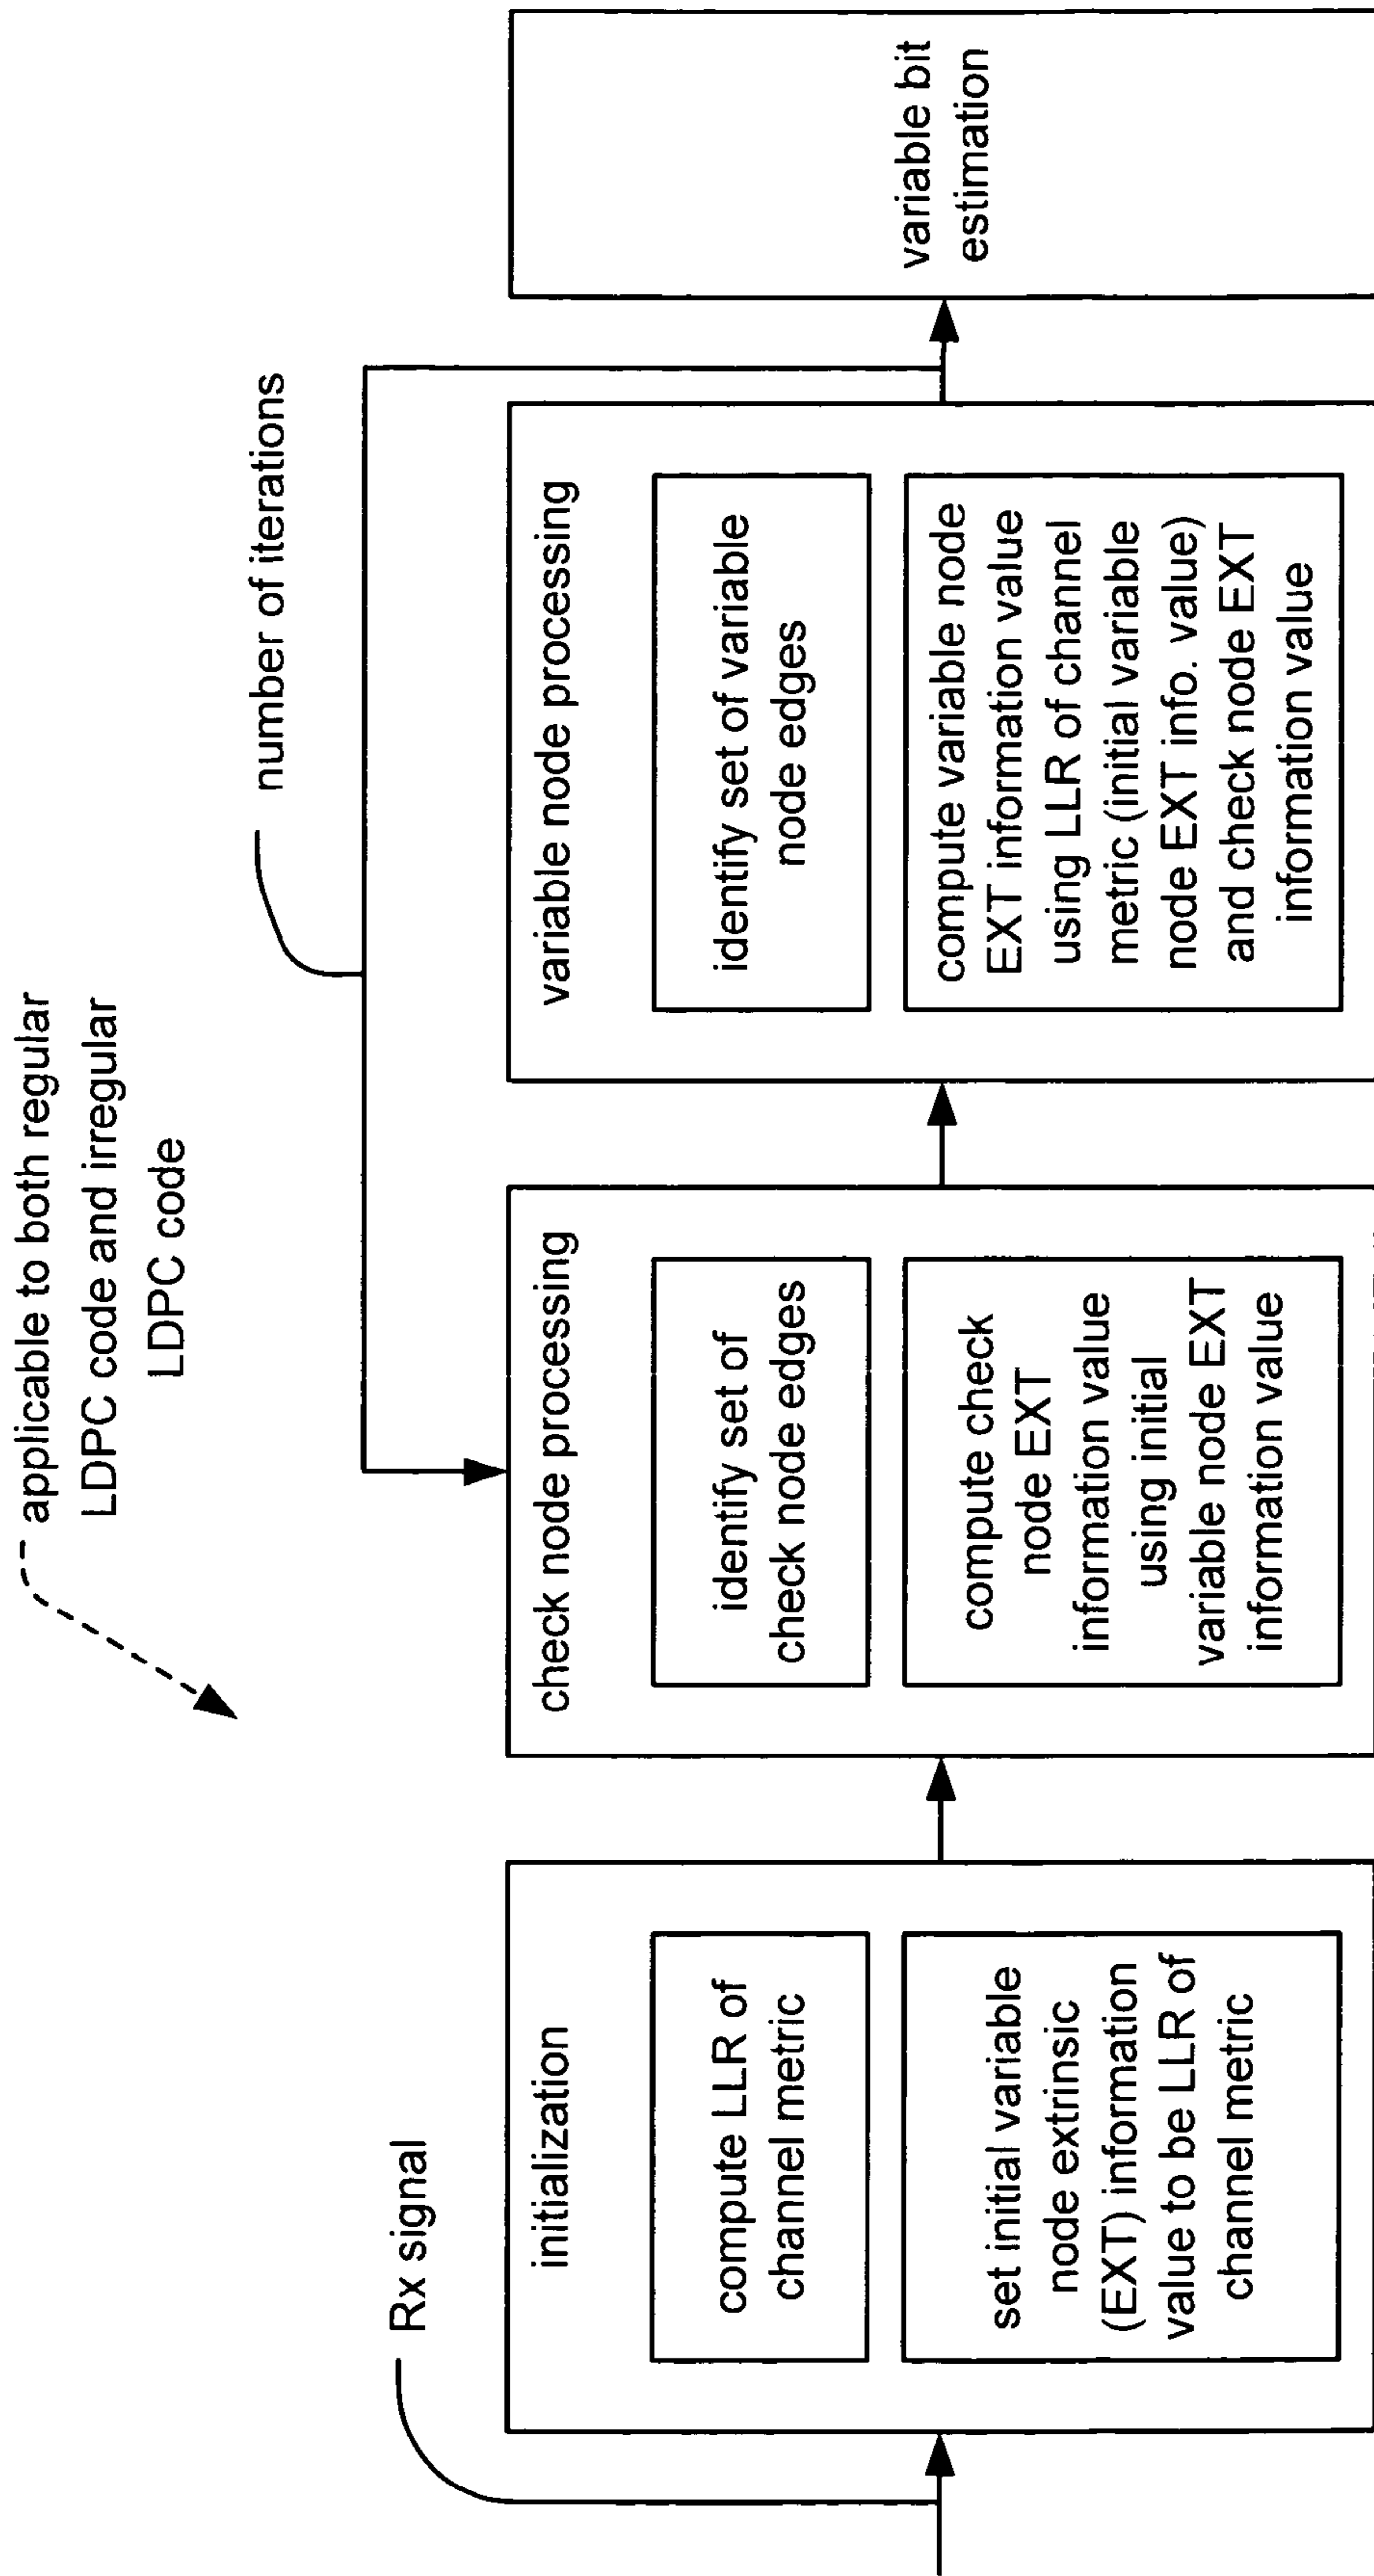 applicable to both regular
LDPC code and irregular
LDPC code
number of iterations
Rx signal
initialization
compute LLR of
channel metric
set initial variable
node extrinsic
(EXT) information
value to be LLR of
channel metric
check node processing
identify set of
check node edges
compute check
node EXT
information value
using initial
variable node EXT
information value
variable node processing
identify set of variable
node edges
compute variable node
EXT information value
using LLR of channel
metric (initial variable
node EXT info. value)
and check node EXT
information value
variable bit
estimation